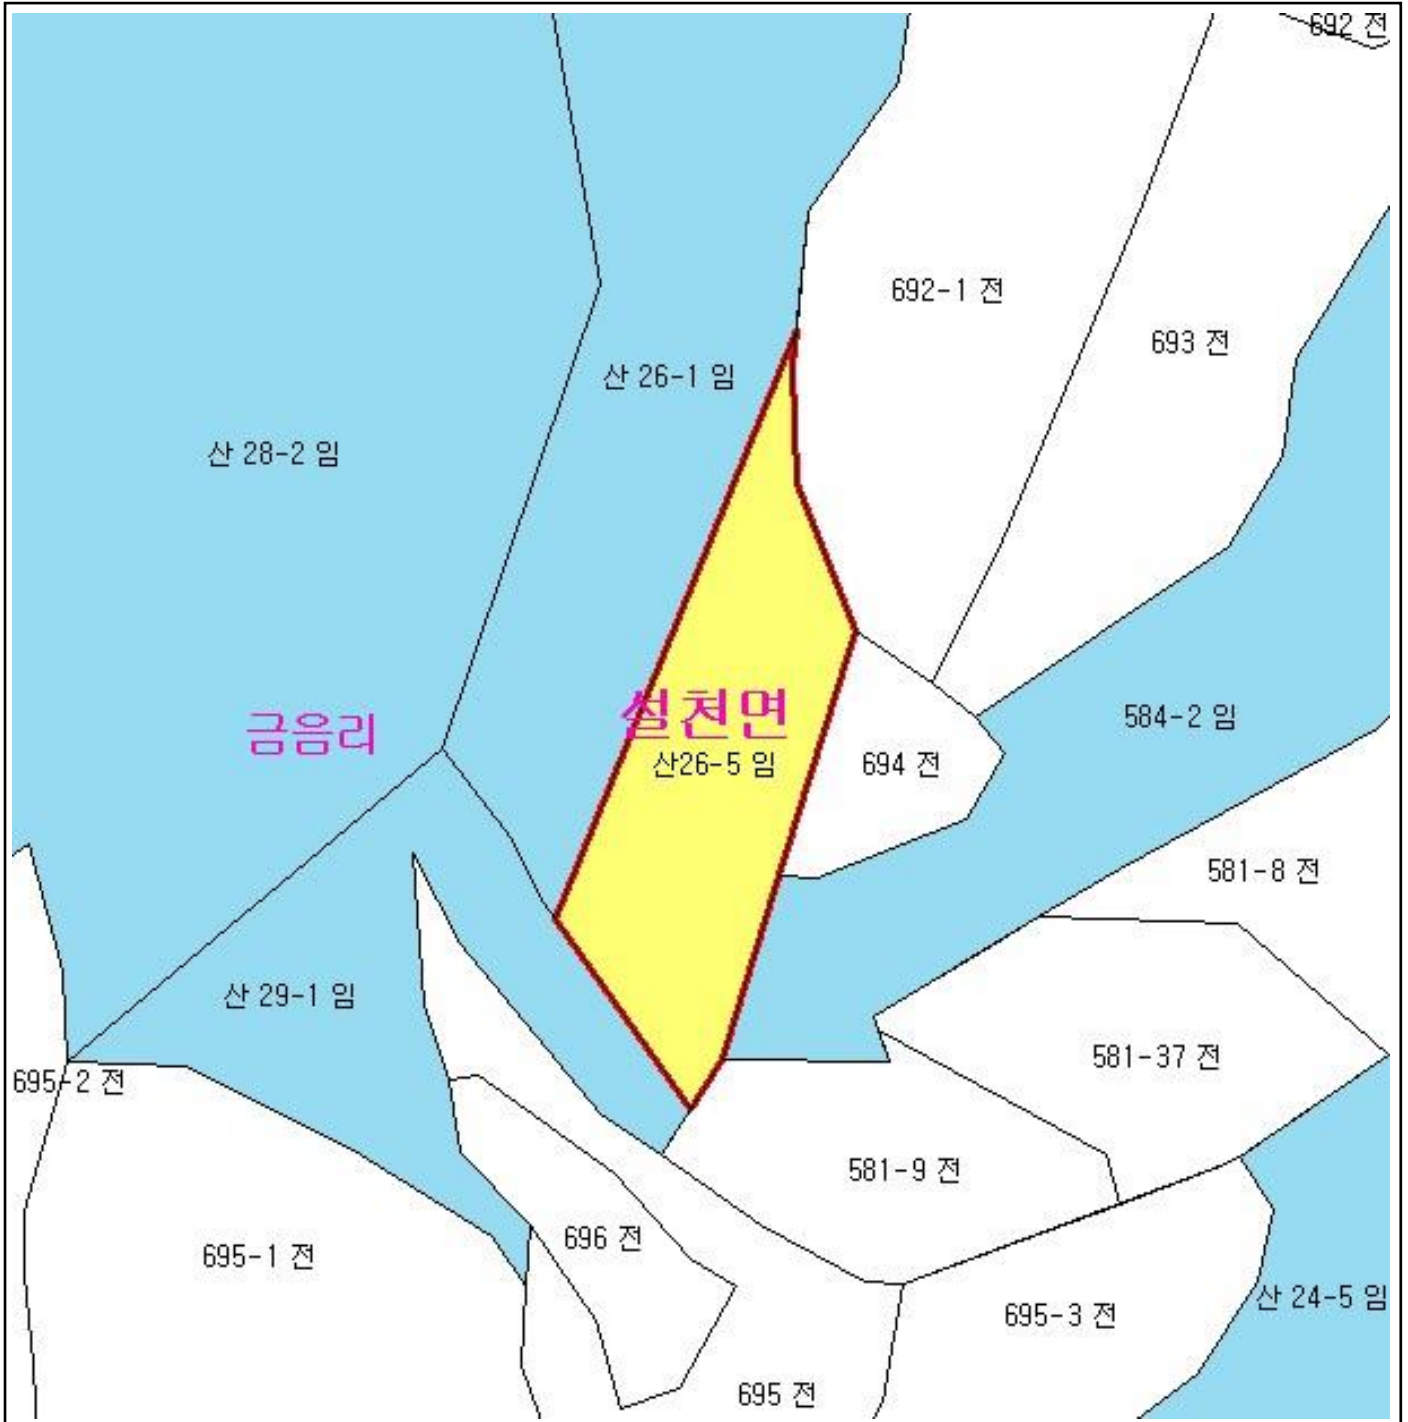 692 전
692-1 전
693 전
산 26-1 임
산 28-2 임
설천면
금음리
584-2 임
산26-5 임
694 전
581-8 전
산 29-1 임
581-37 전
695-2 전
581-9 전
696 전
695-1 전
산 24-5 임
695-3 전
695 전